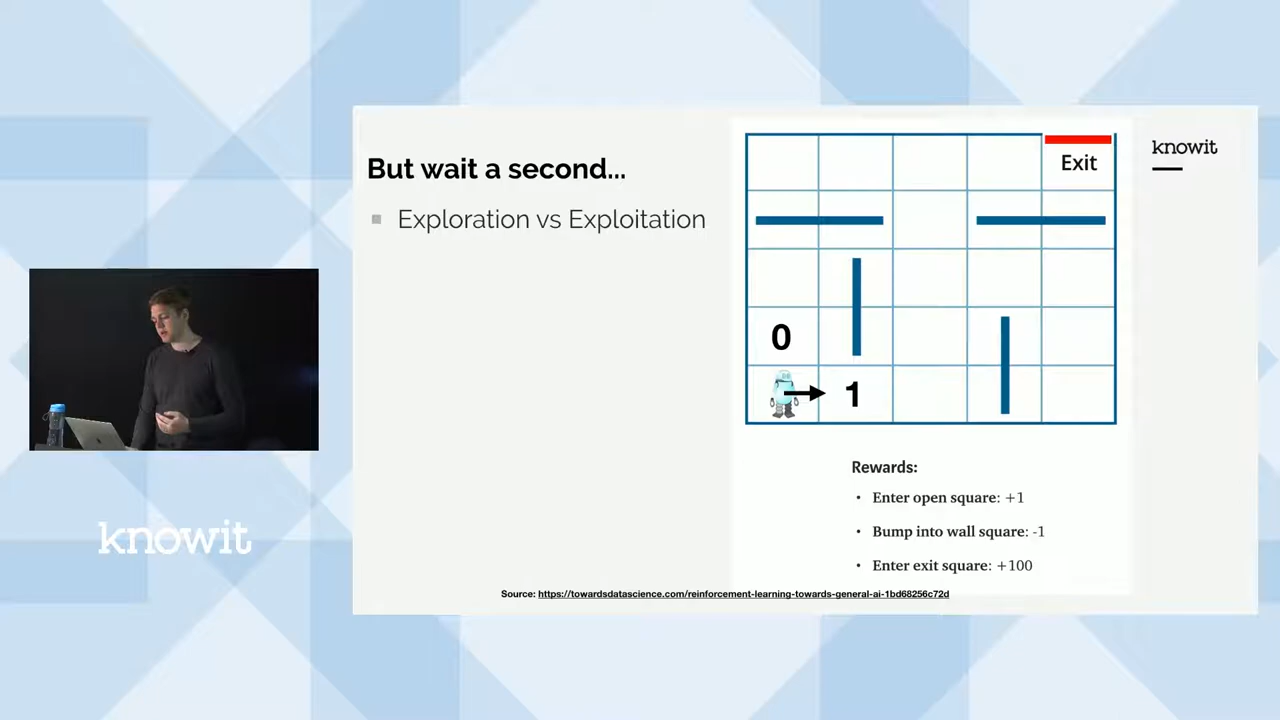 But wait a second...
Exploration vs Exploitation
Exit
knowit
0
1
Rewards:
Enter open square: +1
Bump into wall square: -1
Enter exit square: +100
Source: https://towardsdatascience.com/reinforcement-learning-towards-general-ai-1bd68256c72d
knowit